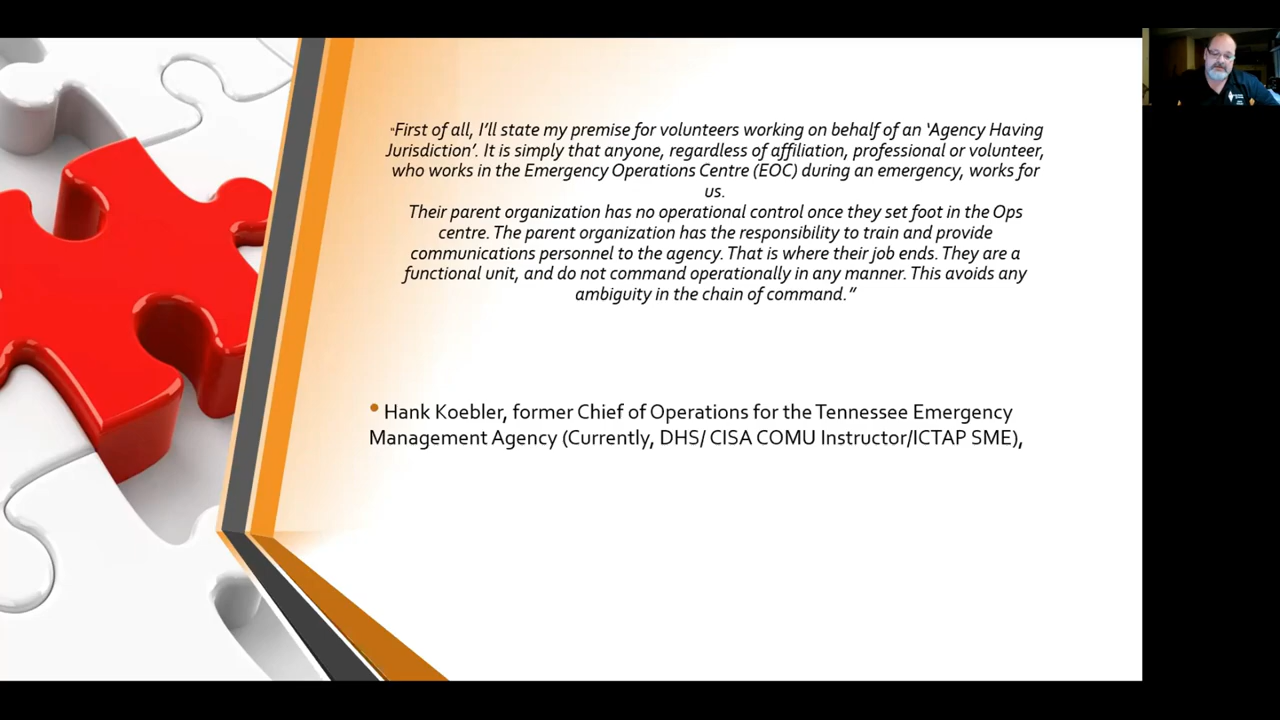 “First of all, I’ll state my premise for volunteers working on behalf of an ‘Agency Having
Jurisdiction’. It is simply that anyone, regardless of affiliation, professional or volunteer,
who works in the Emergency Operations Centre (EOC) during an emergency, works for
us.
Their parent organization has no operational control once they set foot in the Ops
centre. The parent organization has the responsibility to train and provide
communications personnel to the agency. That is where their job ends. They are a
functional unit, and do not command operationally in any manner. This avoids any
ambiguity in the chain of command.”
• Hank Koebler, former Chief of Operations for the Tennessee Emergency
Management Agency (Currently, DHS/ CISA COMU Instructor/ICTAP SME),